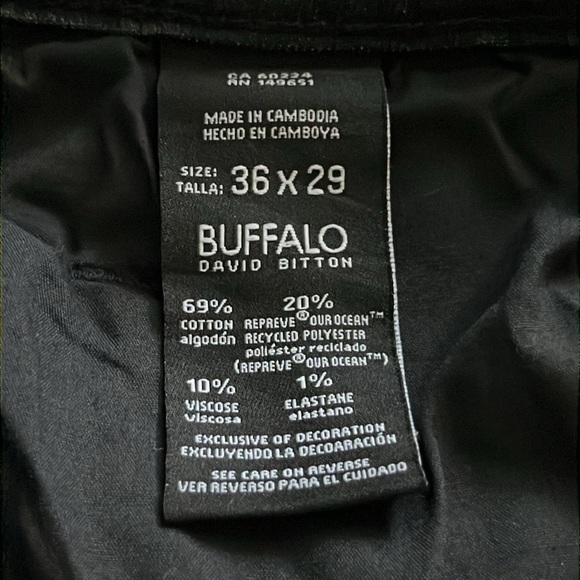 CA 60224
RN 149651
MADE IN CAMBODIA
HECHO EN CAMBOYA
SIZE:
TALLA: 36 X 29
BUFFALO
DAVID BITTON
69% 20%
COTTON REPREVE® OUR OCEAN™
algodón RECYCLED POLYESTER
poliéster reciclado
(REPREVE® OUR OCEAN™)
10% 1%
VISCOSE ELASTANE
viscosa elastano
EXCLUSIVE OF DECORATION
EXCLUYENDO LA DECOARACIÓN
SEE CARE ON REVERSE
VER REVERSO PARA EL CUIDADO